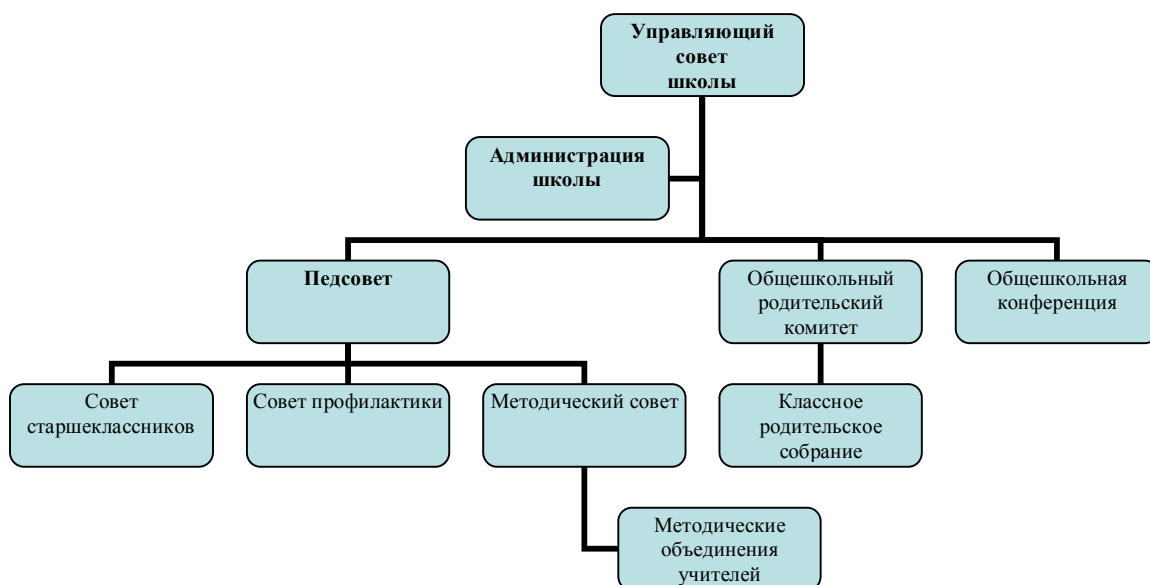 Управляющий
совет
школы
Администрация
школы
Педсовет
Общешкольный
родительский
комитет
Общешкольная
конференция
Совет
старшеклассников
Совет профилактики
Методический совет
Классное
родительское
собрание
Методические
объединения
учителей